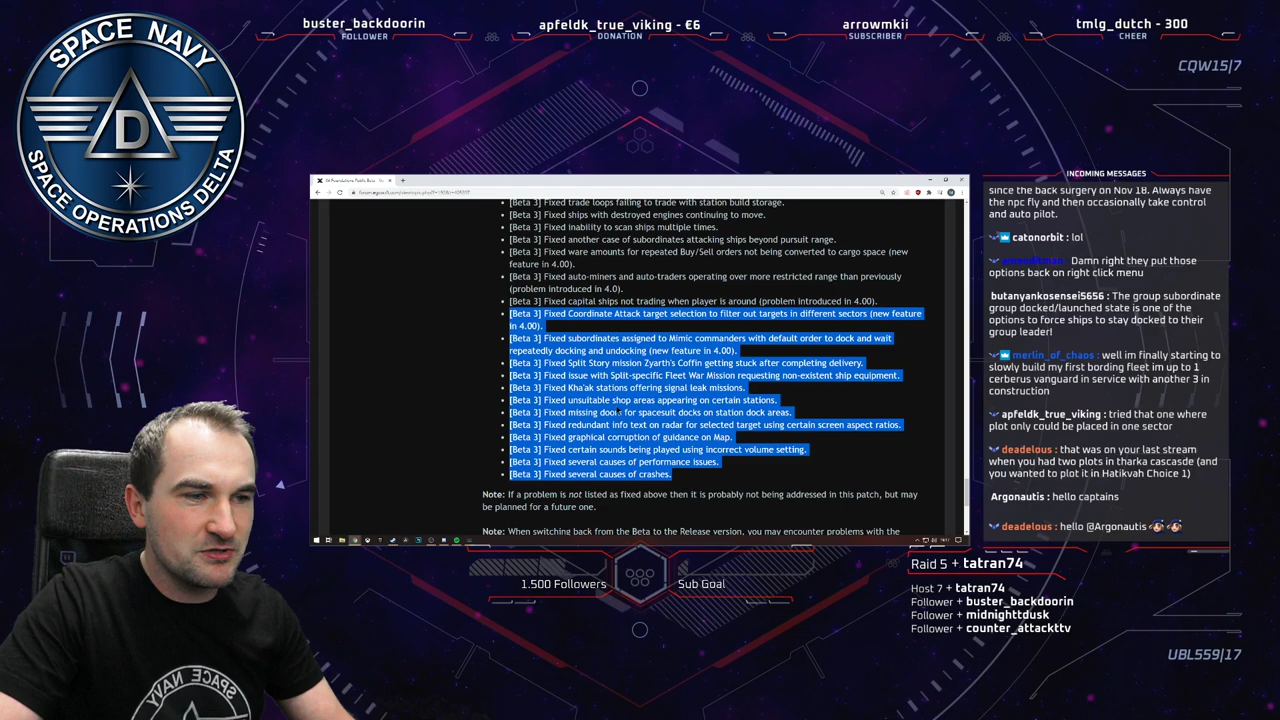 buster_backdoorin
FOLLOWER
apfeldk_true_viking - €6
DONATION
arrowmkii
SUBSCRIBER
tmlg_dutch - 300
CHEER
CQW15|7
SPACE NAVY
D
SPACE OPERATIONS DELTA
[Beta 3] Fixed trade loops failing to trade with station build storage.
[Beta 3] Fixed ships with destroyed engines continuing to move.
[Beta 3] Fixed inability to scan ships multiple times.
[Beta 3] Fixed another case of subordinates attacking ships beyond pursuit range.
[Beta 3] Fixed ware amounts for repeated Buy/Sell orders not being converted to cargo space (new
feature in 4.00).
[Beta 3] Fixed auto-miners and auto-traders operating over more restricted range than previously
(problem introduced in 4.0).
[Beta 3] Fixed capital ships not trading when player is around (problem introduced in 4.00).
[Beta 3] Fixed Coordinate Attack target selection to filter out targets in different sectors (new feature
in 4.00).
[Beta 3] Fixed subordinates assigned to Mimic commanders with default order to dock and wait
repeatedly docking and undocking (new feature in 4.00).
[Beta 3] Fixed Split Story mission Zyarth's Coffin getting stuck after completing delivery.
[Beta 3] Fixed issue with Split-specific Fleet War Mission requesting non-existent ship equipment.
[Beta 3] Fixed Kha'ak stations offering signal leak missions.
[Beta 3] Fixed unsuitable shop areas appearing on certain stations.
[Beta 3] Fixed missing doors for spacesuit docks on station dock areas.
[Beta 3] Fixed redundant info text on radar for selected target using certain screen aspect ratios.
[Beta 3] Fixed graphical corruption of guidance on Map.
[Beta 3] Fixed certain sounds being played using incorrect volume setting.
[Beta 3] Fixed several causes of performance issues.
[Beta 3] Fixed several causes of crashes.
Note: If a problem is not listed as fixed above then it is probably not being addressed in this patch, but may
be planned for a future one.
Note: When switching back from the Beta to the Release version, you may encounter problems with the
INCOMING MESSAGES
since the back surgery on Nov 18. Always have
the npc fly and then occasionally take control
and auto pilot.
catonorbit : lol
Damn right they put those
options back on right click menu
butanyankosensei5656 : The group subordinate
group docked/launched state is one of the
options to force ships to stay docked to their
group leader!
merlin_of_chaos : well im finally starting to
slowly build my first bording fleet im up to 1
cerberus vanguard in service with another 3 in
construction
apfeldk_true_viking : tried that one where
plot only could be placed in one sector
deadelous : that was on your last stream
when you had two plots in tharka cascasde (and
you wanted to plot it in Hatikvah Choice 1)
Argonautis : hello captains
deadelous : hello @Argonautis
1.500 Followers
Sub Goal
Raid 5 + tatran74
Host 7 + tatran74
Follower + buster_backdoorin
Follower + midnighttdusk
Follower + counter_attackttv
UBL559|17